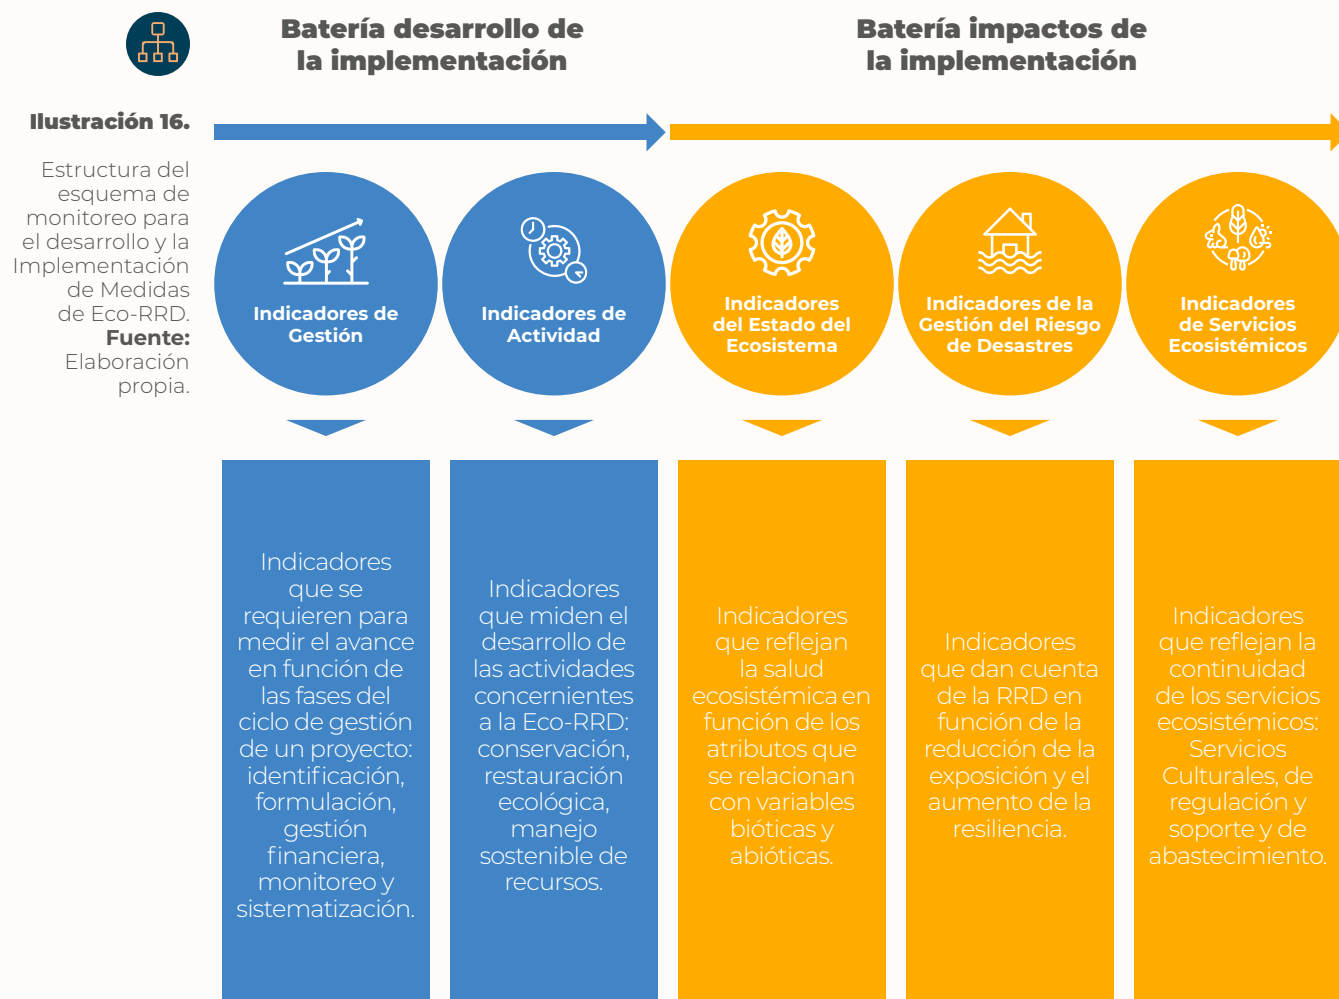 Batería desarrollo de
la implementación
Batería impactos de
la implementación
Ilustración 16.
Estructura del
esquema de
monitoreo para
el desarrollo y la
Implementación
de Medidas
de Eco-RRD.
Fuente:
Elaboración
propia.
Indicadores de
Gestión
Indicadores de
Actividad
Indicadores
del Estado del
Ecosistema
Indicadores de la
Gestión del Riesgo
de Desastres
Indicadores
de Servicios
Ecosistémicos
Indicadores
que se
requieren para
medir el avance
en función de
las fases del
ciclo de gestión
de un proyecto:
identificación,
formulación,
gestión
financiera,
monitoreo y
sistematización.
Indicadores
que miden el
desarrollo de
las actividades
concernientes
a la Eco-RRD:
conservación,
restauración
ecológica,
manejo
sostenible de
recursos.
Indicadores
que reflejan
la salud
ecosistémica en
función de los
atributos que
se relacionan
con variables
bióticas y
abióticas.
Indicadores
que dan cuenta
de la RRD en
función de la
reducción de la
exposición y el
aumento de la
resiliencia.
Indicadores
que reflejan la
continuidad
de los servicios
ecosistémicos:
Servicios
Culturales, de
regulación y
soporte y de
abastecimiento.